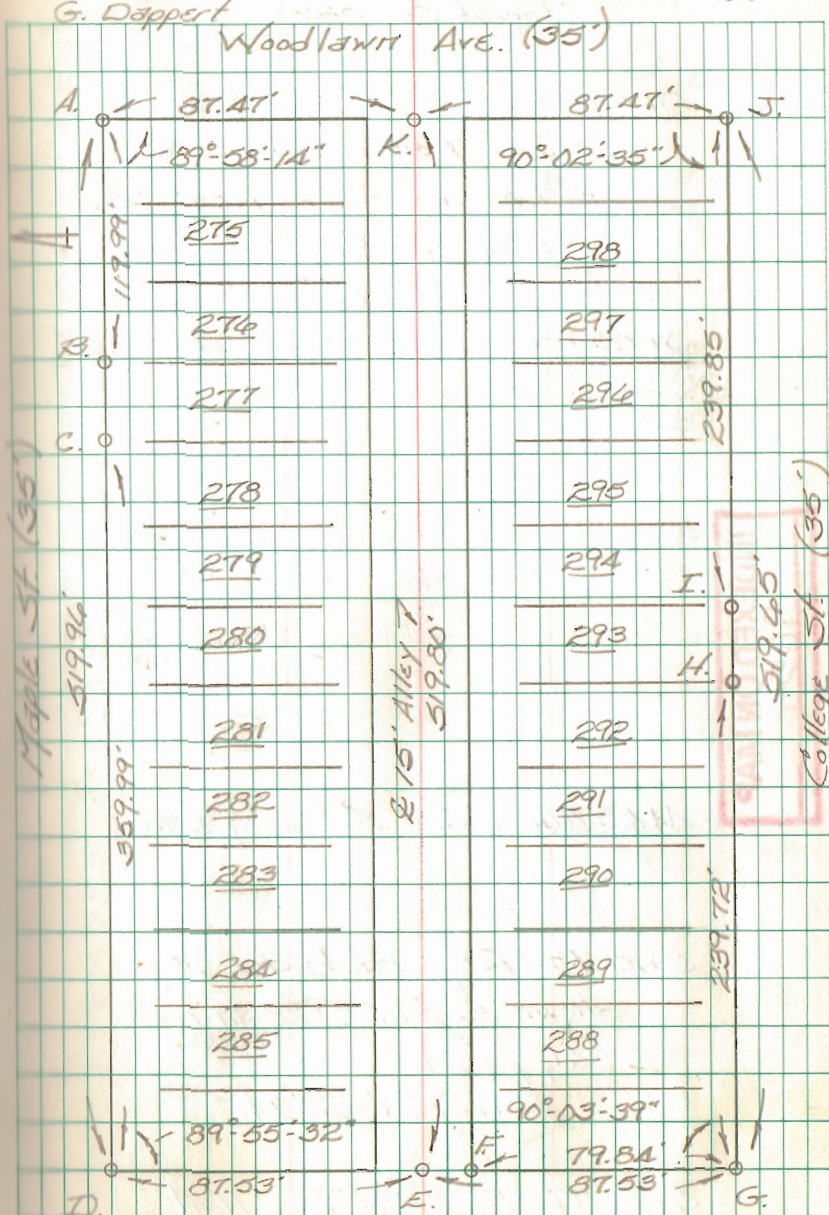 G. Dappert
Woodlawn Ave. (35')
A. 87.47' K. 87.47' J.
89°-58'-14" 90°-02'-35"
119.99'
275
298
276
297
B.
277
296
239.85'
C.
278
295
Maple St. (35')
519.96'
279
294
I.
280
293
H.
519.65'
College St. (35')
℄ 15' Alley
519.80'
281
292
282
291
359.99'
283
290
239.72'
284
289
285
288
90°-03'-39"
89°-55'-32"
F. 79.84'
87.53' 87.53'
D. E. G.